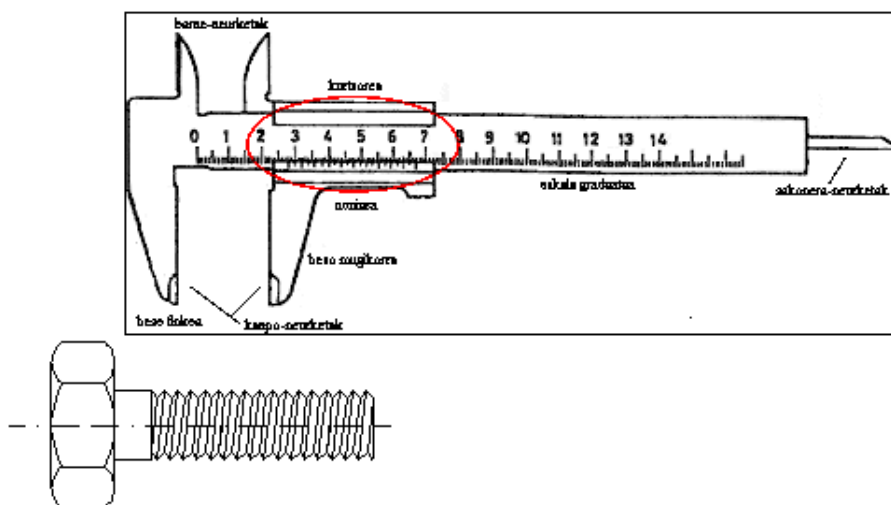 barne-neurketak
kurtsorea
0 1 2 3 4 5 6 7 8 9 10 11 12 13 14
eskala graduatua
sakonera-neurketak
nonioa
beso mugikorra
beso finkoa
kanpo-neurketak